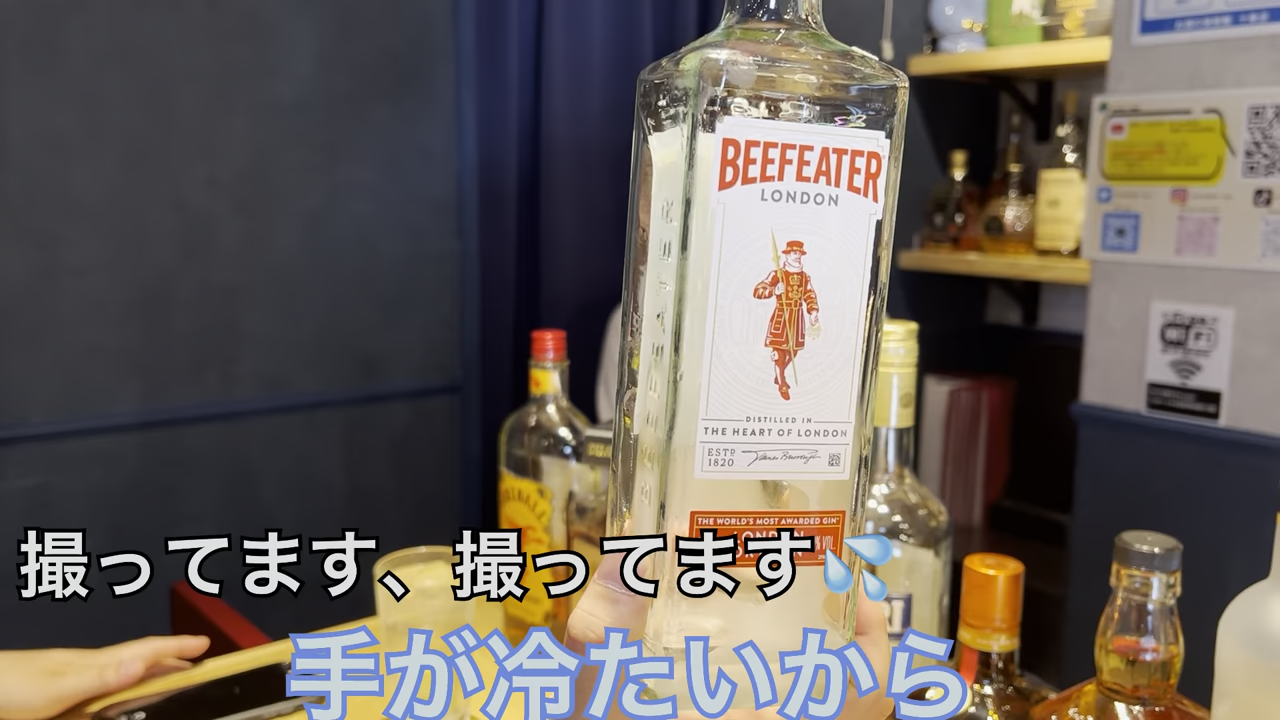 BEEFEATER
LONDON
DISTILLED IN
THE HEART OF LONDON
ESTD
1820
THE WORLD'S MOST AWARDED GIN
WiFi
撮ってます、撮ってます💦
手が冷たいから